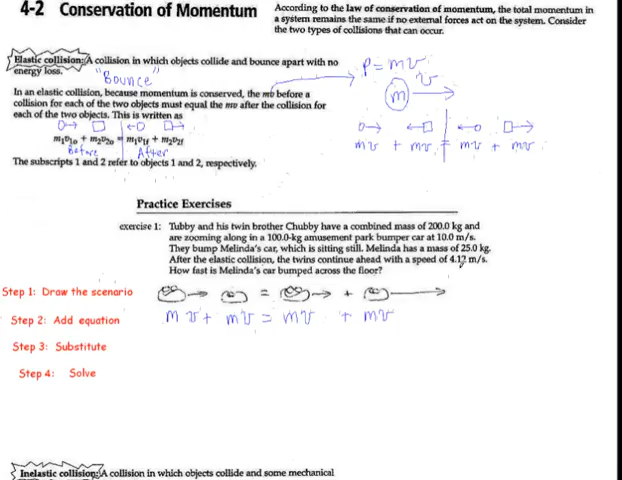 4-2 Conservation of Momentum
According to the law of conservation of momentum, the total momentum in
a system remains the same if no external forces act on the system. Consider
the two types of collisions that can occur.
Elastic collision: A collision in which objects collide and bounce apart with no
energy loss.
"Bounce"
P = mv
v
m
In an elastic collision, because momentum is conserved, the mv before a
collision for each of the two objects must equal the mv after the collision for
each of the two objects. This is written as
m₁v₁₀ + m₂v₂₀ = m₁v₁f + m₂v₂f
Before After
mv + mv = mv + mv
The subscripts 1 and 2 refer to objects 1 and 2, respectively.
Practice Exercises
exercise 1: Tubby and his twin brother Chubby have a combined mass of 200.0 kg and
are zooming along in a 100.0-kg amusement park bumper car at 10.0 m/s.
They bump Melinda's car, which is sitting still. Melinda has a mass of 25.0 kg.
After the elastic collision, the twins continue ahead with a speed of 4.12 m/s.
How fast is Melinda's car bumped across the floor?
Step 1: Draw the scenario
= +
Step 2: Add equation
mv + mv = mv + mv
Step 3: Substitute
Step 4: Solve
Inelastic collision: A collision in which objects collide and some mechanical